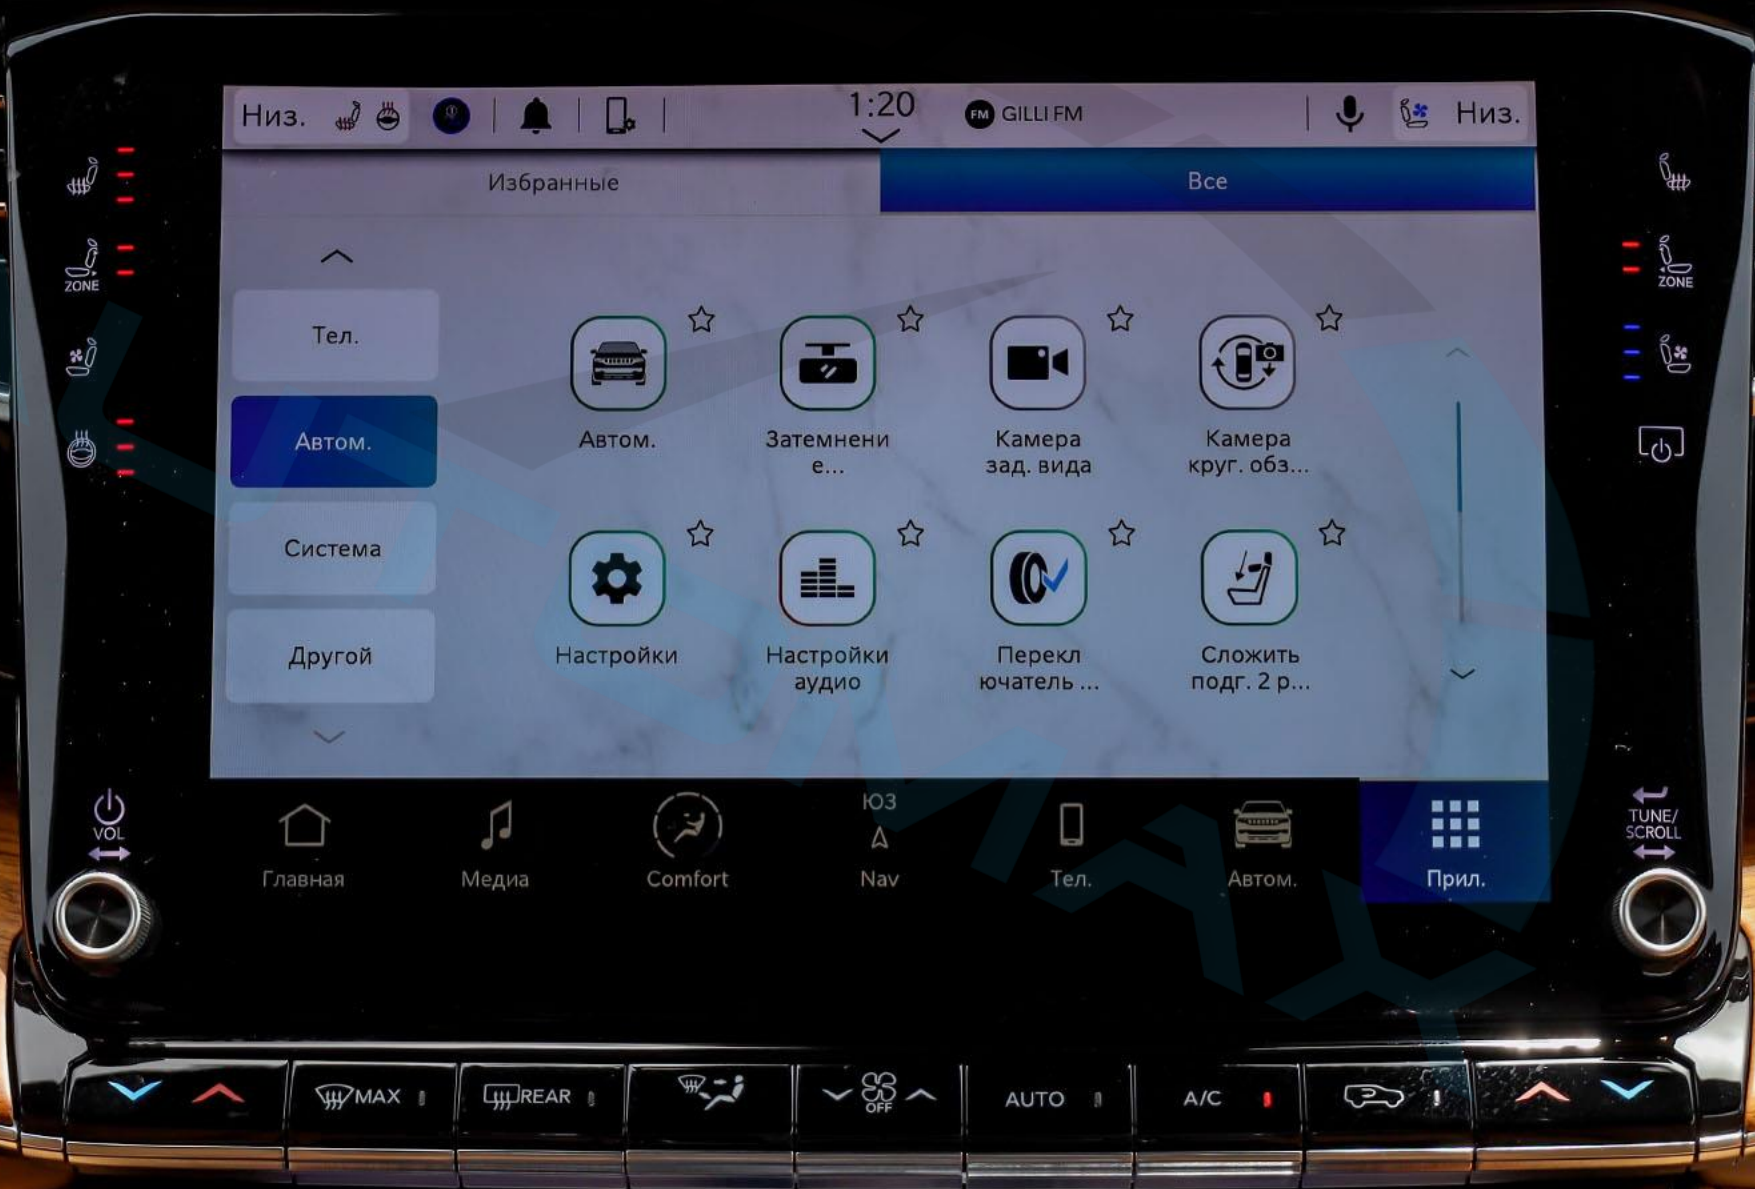 Низ.
1:20
FM GILLI FM
Низ.
Избранные
Все
ZONE
ZONE
Тел.
Автом.
Система
Другой
Автом.
Затемнени
е...
Камера
зад. вида
Камера
круг. обз...
Настройки
Настройки
аудио
Перекл
ючатель ...
Сложить
подг. 2 р...
VOL
TUNE/
SCROLL
Главная
Медиа
Comfort
ЮЗ
Nav
Тел.
Автом.
Прил.
MAX
REAR
OFF
AUTO
A/C